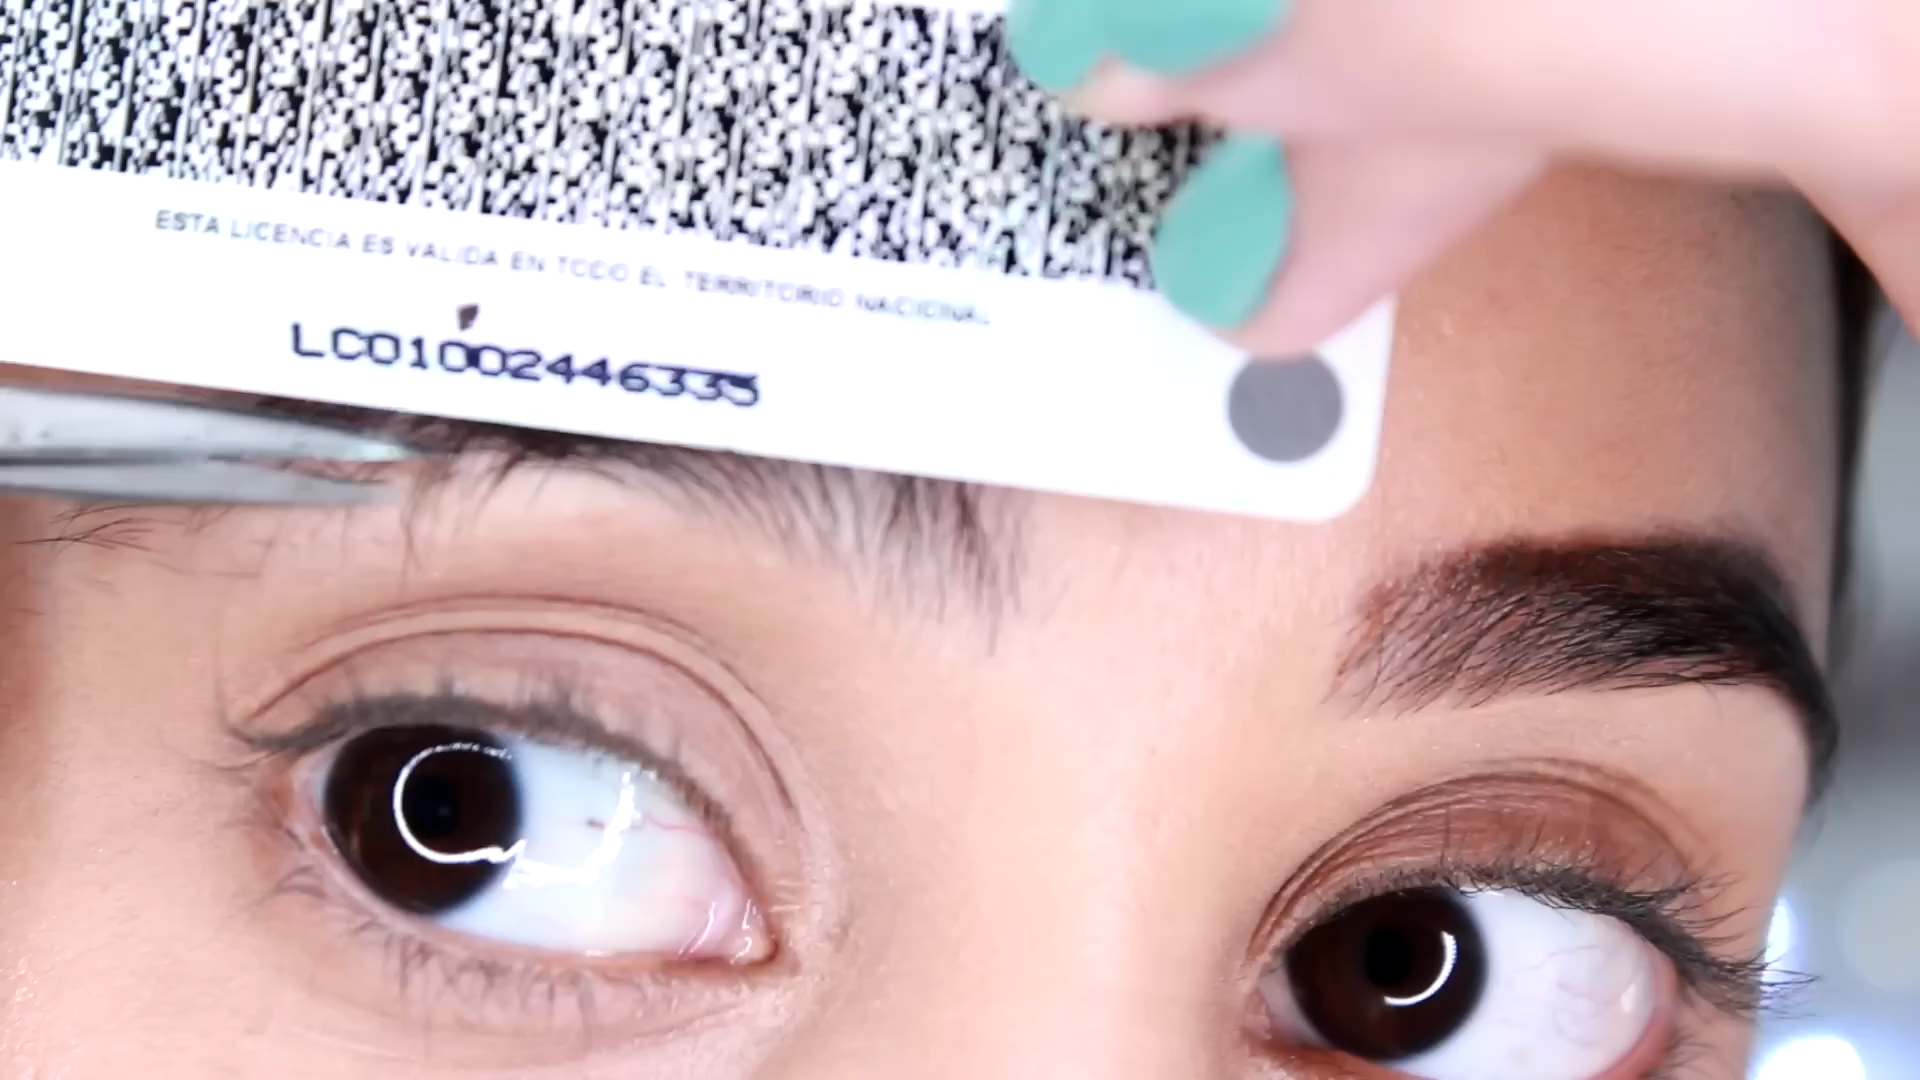 ESTA LICENCIA ES VALIDA EN TODO EL TERRITORIO NACIONAL
LC01002446335